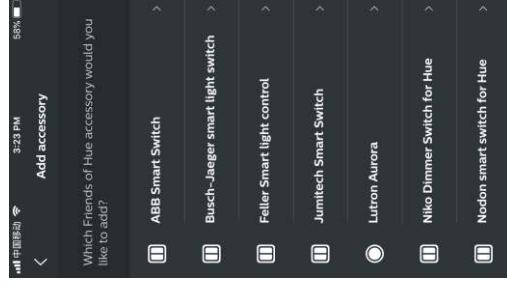 中国移动 3:23 PM 58%
Add accessory
Which Friends of Hue accessory would you
like to add?
ABB Smart Switch
Busch-Jaeger smart light switch
Feller Smart light control
Jumitech Smart Switch
Lutron Aurora
Niko Dimmer Switch for Hue
Nodon smart switch for Hue